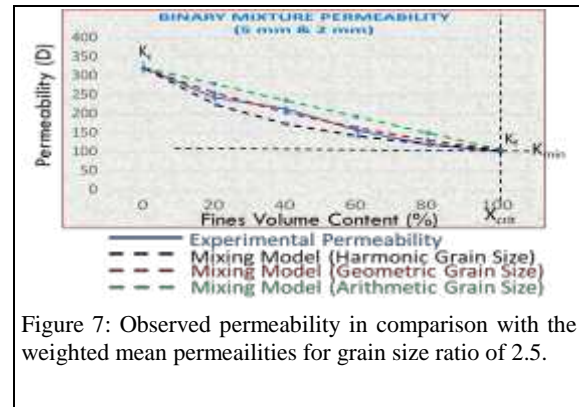 BINARY MIXTURE PERMEABILITY
(5 mm & 2 mm)
Permeability (D)
400
350
300
250
200
150
100
50
0
Kc
Kf
Kmin
0 20 40 60 80 100
Xcrit
Fines Volume Content (%)
Experimental Permeability
Mixing Model (Harmonic Grain Size)
Mixing Model (Geometric Grain Size)
Mixing Model (Arithmetic Grain Size)
Figure 7: Observed permeability in comparison with the
weighted mean permeailities for grain size ratio of 2.5.